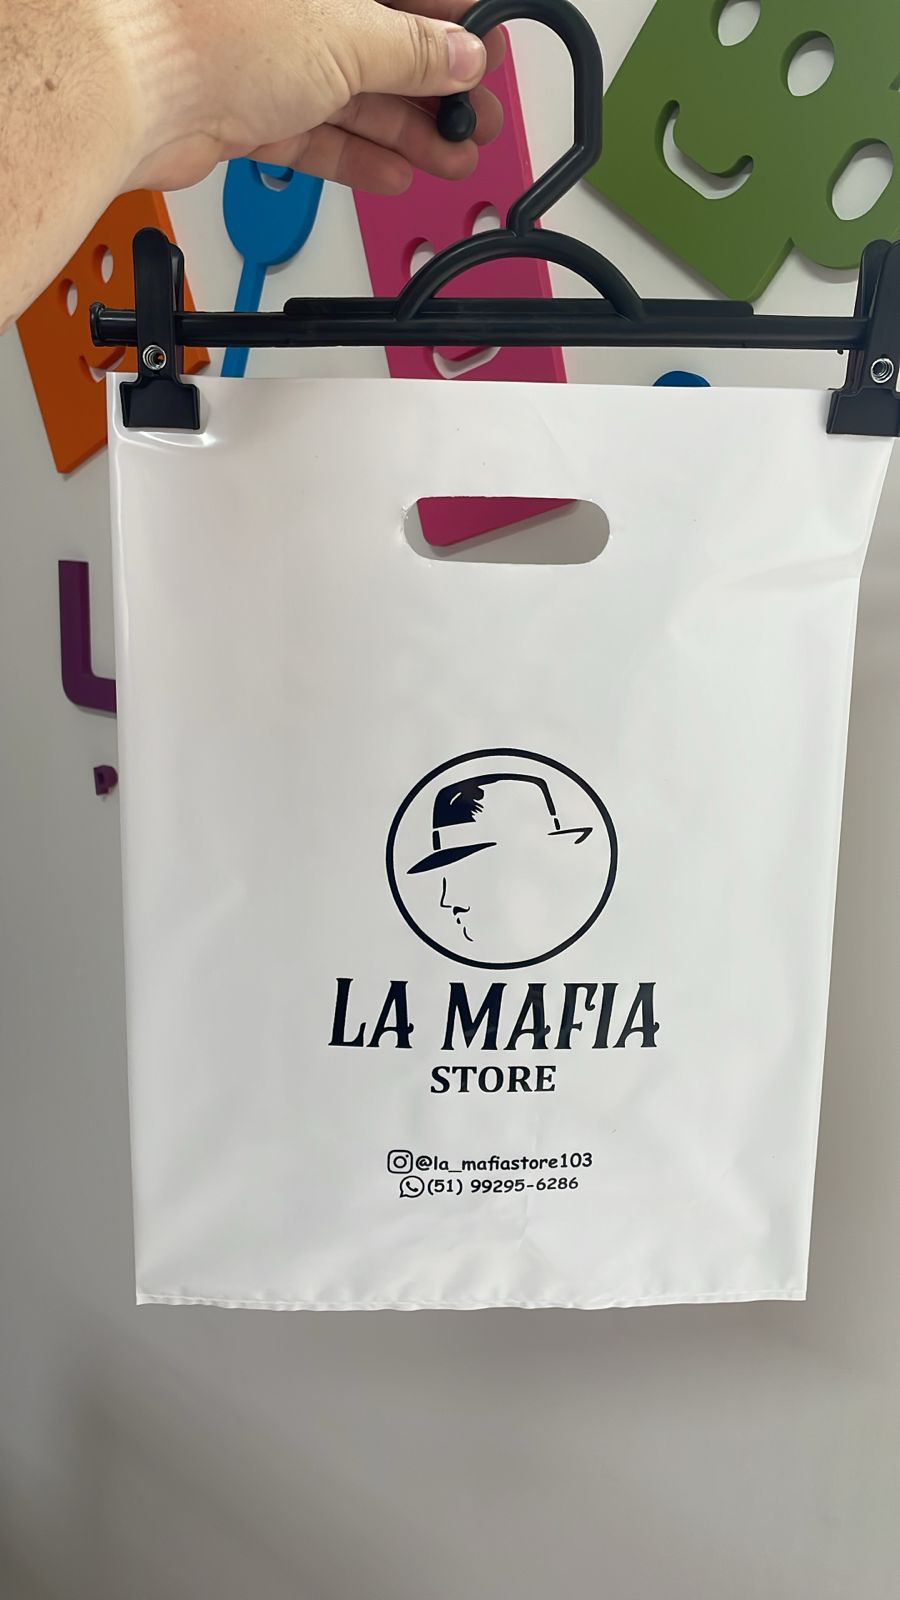 L
P
LA MAFIA
STORE
@la_mafiastore103
(51) 99295-6286